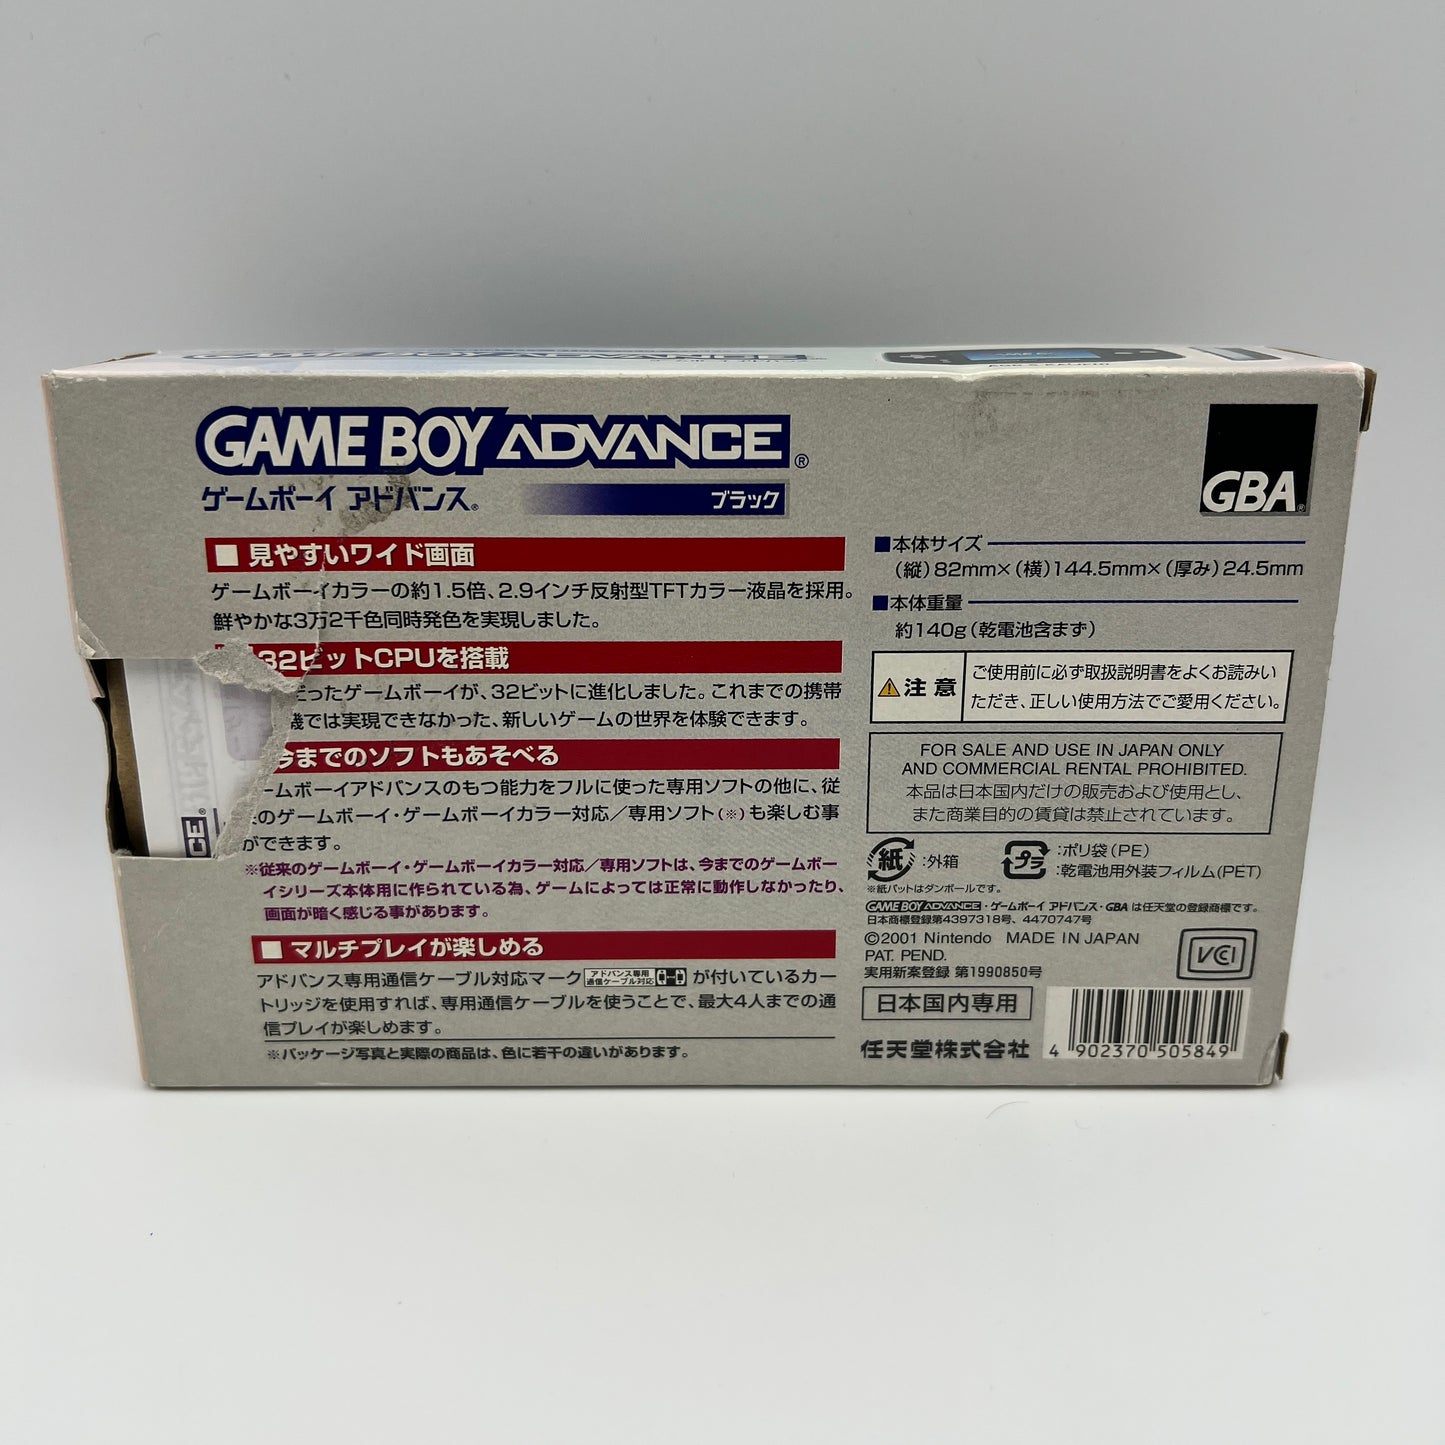 GAME BOY ADVANCE®
ゲームボーイ アドバンス®
ブラック
GBA®
■ 見やすいワイド画面
ゲームボーイカラーの約1.5倍、2.9インチ反射型TFTカラー液晶を採用。
鮮やかな3万2千色同時発色を実現しました。
32ビットCPUを搭載
だったゲームボーイが、32ビットに進化しました。これまでの携帯
機では実現できなかった、新しいゲームの世界を体験できます。
今までのソフトもあそべる
ームボーイアドバンスのもつ能力をフルに使った専用ソフトの他に、従
のゲームボーイ・ゲームボーイカラー対応／専用ソフト(※)も楽しむ事
ができます。
※従来のゲームボーイ・ゲームボーイカラー対応／専用ソフトは、今までのゲームボー
イシリーズ本体用に作られている為、ゲームによっては正常に動作しなかったり、
画面が暗く感じる事があります。
■ マルチプレイが楽しめる
アドバンス専用通信ケーブル対応マーク アドバンス専用 通信ケーブル対応 が付いているカー
トリッジを使用すれば、専用通信ケーブルを使うことで、最大4人までの通
信プレイが楽しめます。
※パッケージ写真と実際の商品は、色に若干の違いがあります。
■本体サイズ
(縦)82mm×(横)144.5mm×(厚み)24.5mm
■本体重量
約140g(乾電池含まず)
注意
ご使用前に必ず取扱説明書をよくお読みい
ただき、正しい使用方法でご愛用ください。
FOR SALE AND USE IN JAPAN ONLY
AND COMMERCIAL RENTAL PROHIBITED.
本品は日本国内だけの販売および使用とし、
また商業目的の賃貸は禁止されています。
紙:外箱
プラ:ポリ袋(PE)
:乾電池用外装フィルム(PET)
※紙パットはダンボールです。
GAME BOY ADVANCE・ゲームボーイ アドバンス・GBA は任天堂の登録商標です。
日本商標登録第4397318号、4470747号
©2001 Nintendo MADE IN JAPAN
PAT. PEND.
実用新案登録 第1990850号
VCI
日本国内専用
任天堂株式会社
4 902370 505849